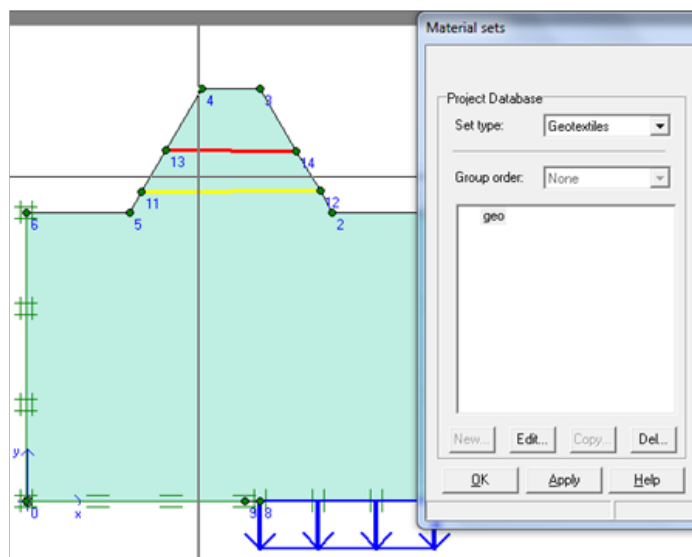 Material sets
Project Database
Set type: Geotextiles
Group order: None
geo
New... Edit... Copy... Del...
OK Apply Help
4 3
13 14
11 12
6 5 2
y
0 x 9 8